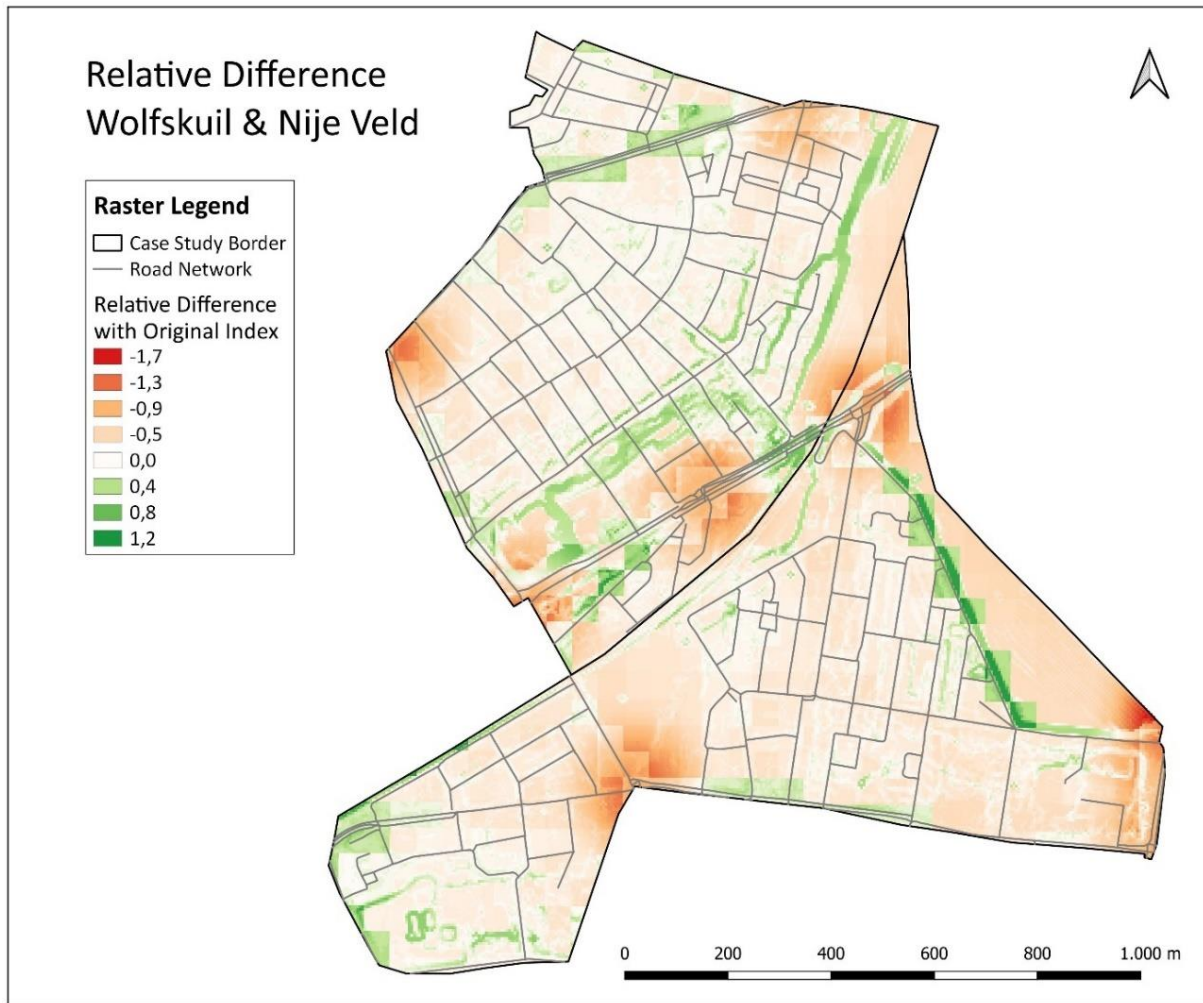 Relative Difference
Wolfskuil & Nije Veld
Raster Legend
Case Study Border
Road Network
Relative Difference
with Original Index
-1,7
-1,3
-0,9
-0,5
0,0
0,4
0,8
1,2
0 200 400 600 800 1.000 m